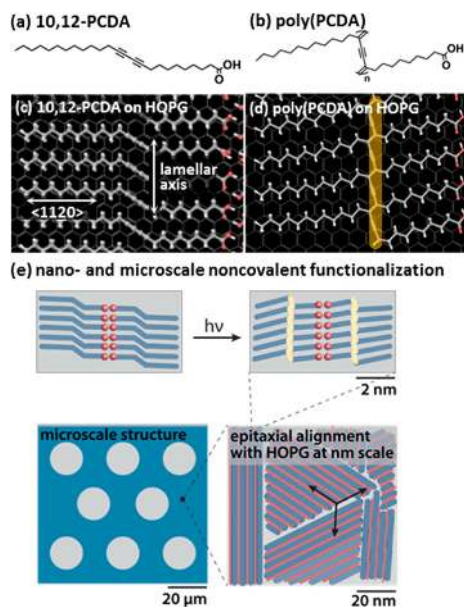 (a) 10,12-PCDA
(b) poly(PCDA)
O
OH
O
OH
n
(c) 10,12-PCDA on HOPG
(d) poly(PCDA) on HOPG
lamellar
axis
<1120>
(e) nano- and microscale noncovalent functionalization
hν
2 nm
microscale structure
epitaxial alignment
with HOPG at nm scale
20 µm
20 nm